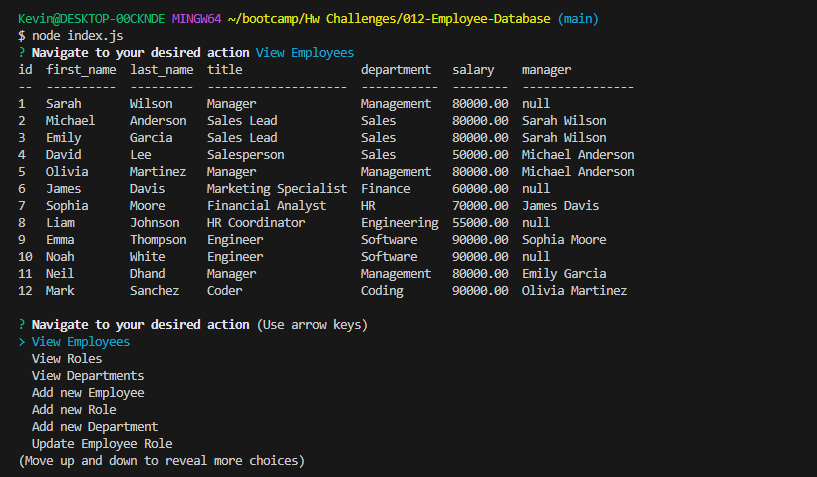 Kevin@DESKTOP-00CKNDE MINGW64 ~/bootcamp/Hw Challenges/012-Employee-Database (main)
$ node index.js
? Navigate to your desired action View Employees
id  first_name  last_name  title                 department   salary    manager
--  ----------  ---------  --------------------  -----------  --------  ----------------
1   Sarah       Wilson     Manager               Management   80000.00  null
2   Michael     Anderson   Sales Lead            Sales        80000.00  Sarah Wilson
3   Emily       Garcia     Sales Lead            Sales        80000.00  Sarah Wilson
4   David       Lee        Salesperson           Sales        50000.00  Michael Anderson
5   Olivia      Martinez   Manager               Management   80000.00  Michael Anderson
6   James       Davis      Marketing Specialist  Finance      60000.00  null
7   Sophia      Moore      Financial Analyst     HR           70000.00  James Davis
8   Liam        Johnson    HR Coordinator        Engineering  55000.00  null
9   Emma        Thompson   Engineer              Software     90000.00  Sophia Moore
10  Noah        White      Engineer              Software     90000.00  null
11  Neil        Dhand      Manager               Management   80000.00  Emily Garcia
12  Mark        Sanchez    Coder                 Coding       90000.00  Olivia Martinez
? Navigate to your desired action (Use arrow keys)
> View Employees
  View Roles
  View Departments
  Add new Employee
  Add new Role
  Add new Department
  Update Employee Role
(Move up and down to reveal more choices)